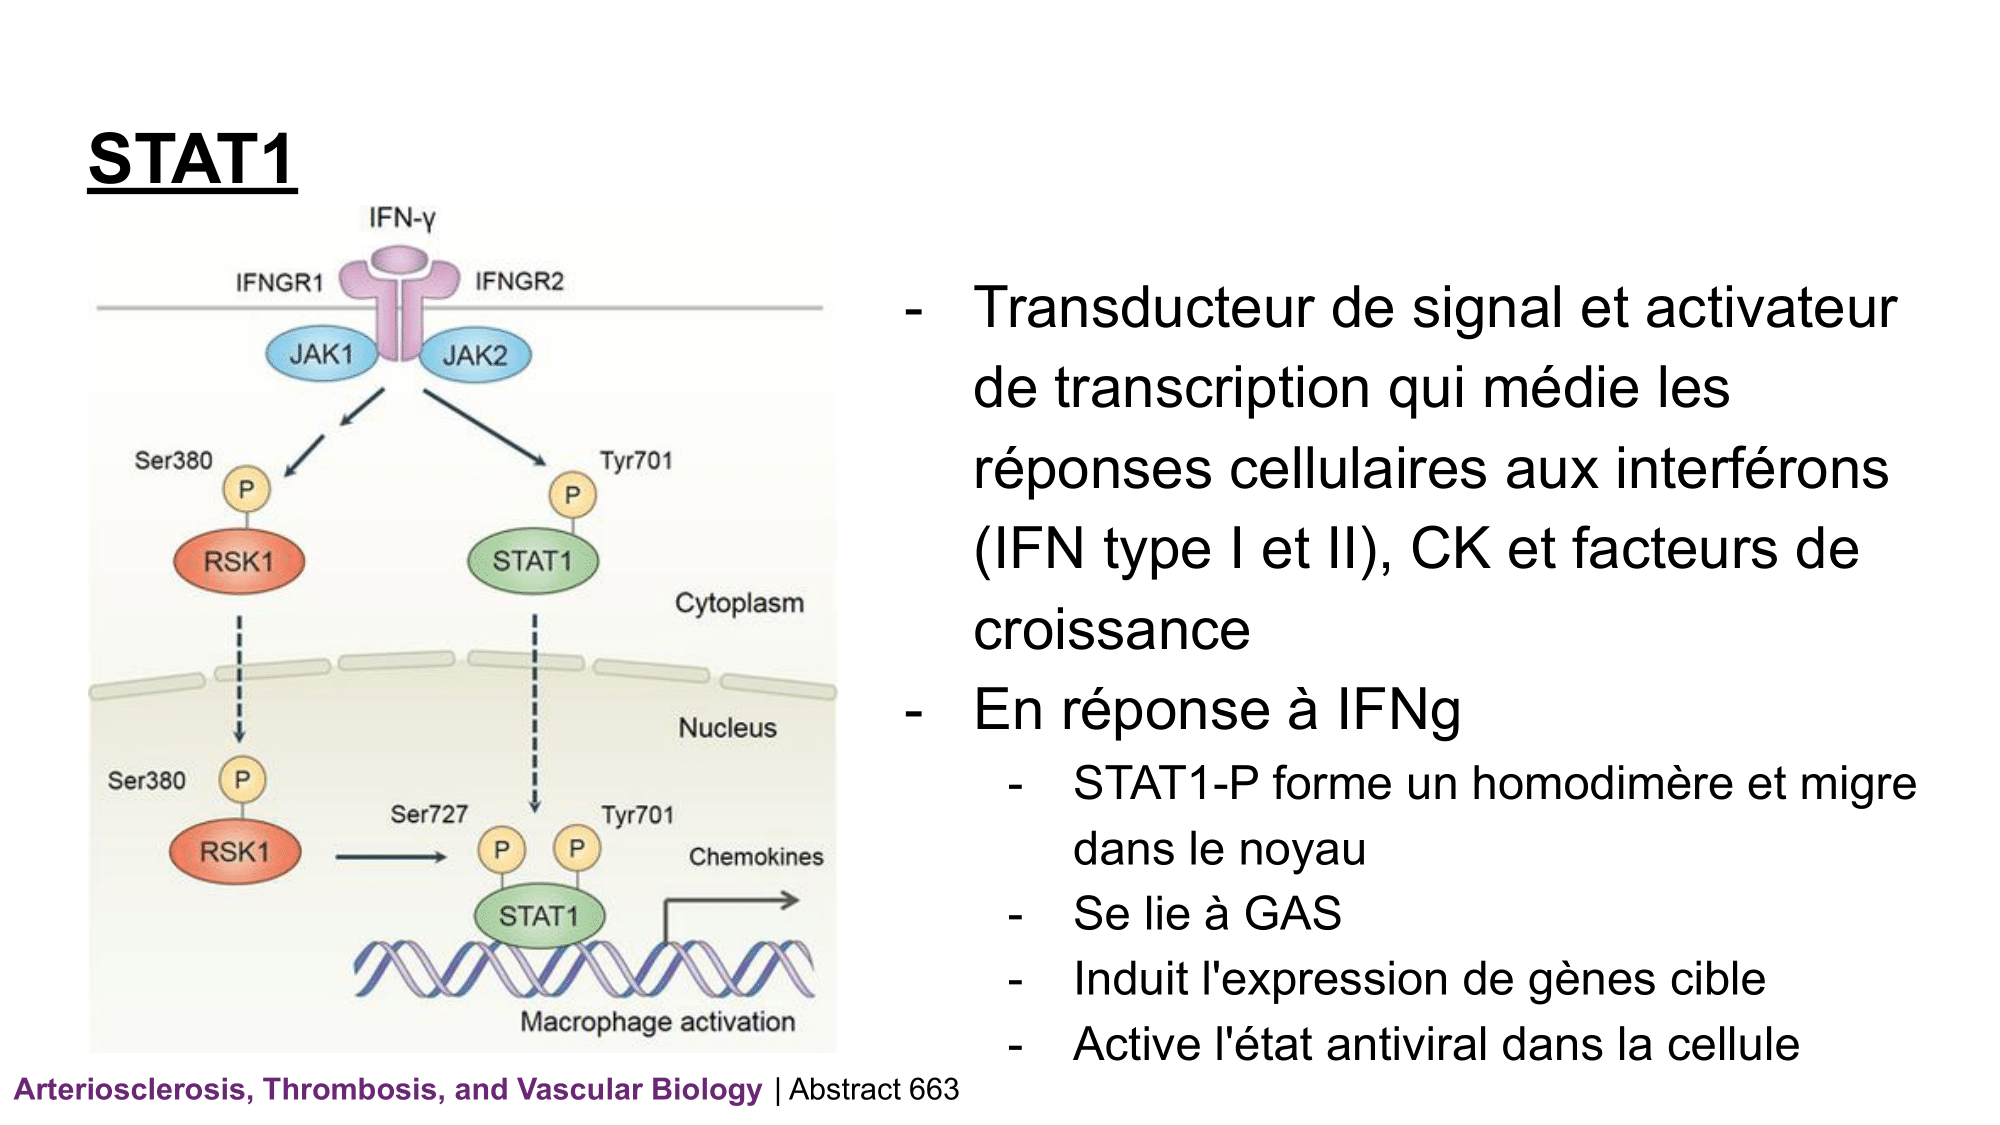 STAT1
IFN-γ
IFNGR1
IFNGR2
JAK1
JAK2
Ser380
Tyr701
P
P
RSK1
STAT1
Cytoplasm
Nucleus
Ser380
P
Ser727
Tyr701
P
P
RSK1
Chemokines
STAT1
Macrophage activation
- Transducteur de signal et activateur
de transcription qui médie les
réponses cellulaires aux interférons
(IFN type I et II), CK et facteurs de
croissance
- En réponse à IFNg
- STAT1-P forme un homodimère et migre
dans le noyau
- Se lie à GAS
- Induit l'expression de gènes cible
- Active l'état antiviral dans la cellule
Arteriosclerosis, Thrombosis, and Vascular Biology | Abstract 663